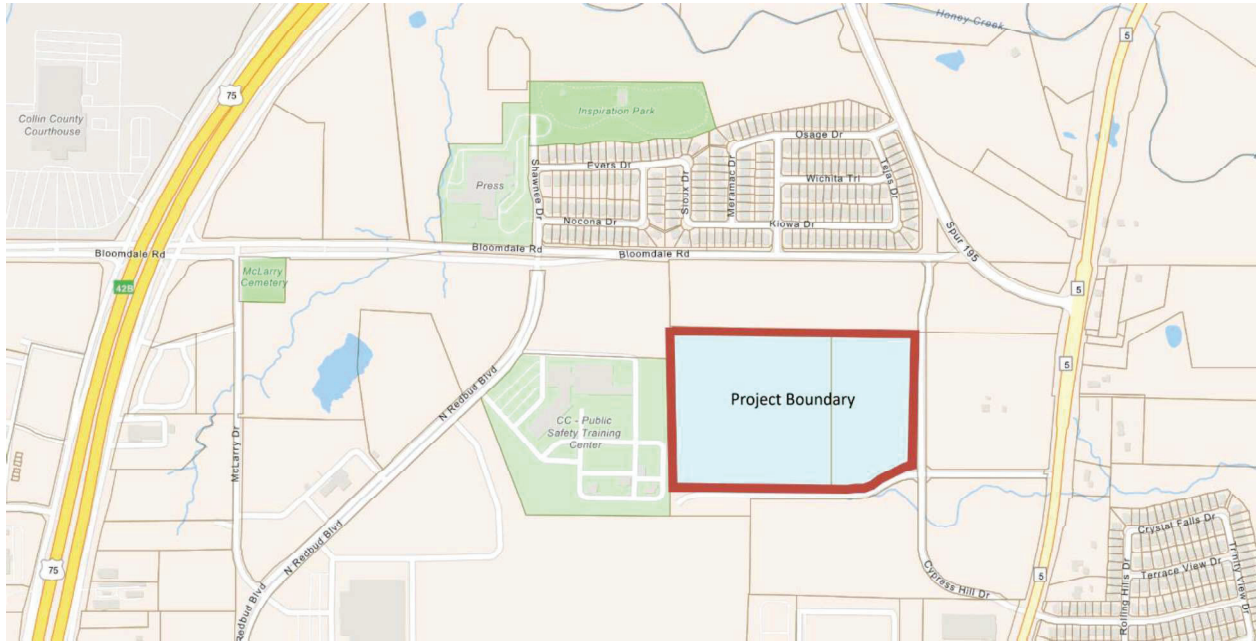 Honey Creek
5
5
75
Collin County
Courthouse
Inspiration Park
Osage Dr
Evers Dr
Wichita Trl
Press
Shawnee Dr
Sioux Dr
Meramac Dr
Tejas Dr
Nocona Dr
Kiowa Dr
Spur 195
Bloomdale Rd
Bloomdale Rd
Bloomdale Rd
McLarry
Cemetery
42B
5
5
N Redbud Blvd
Project Boundary
CC - Public
Safety Training
Center
McLarry Dr
N Redbud Blvd
Redbud Blvd
75
Cypress Hill Dr
5
Crystal Falls Dr
Terrace View Dr
Rolling Hills Dr
Trinity View Dr